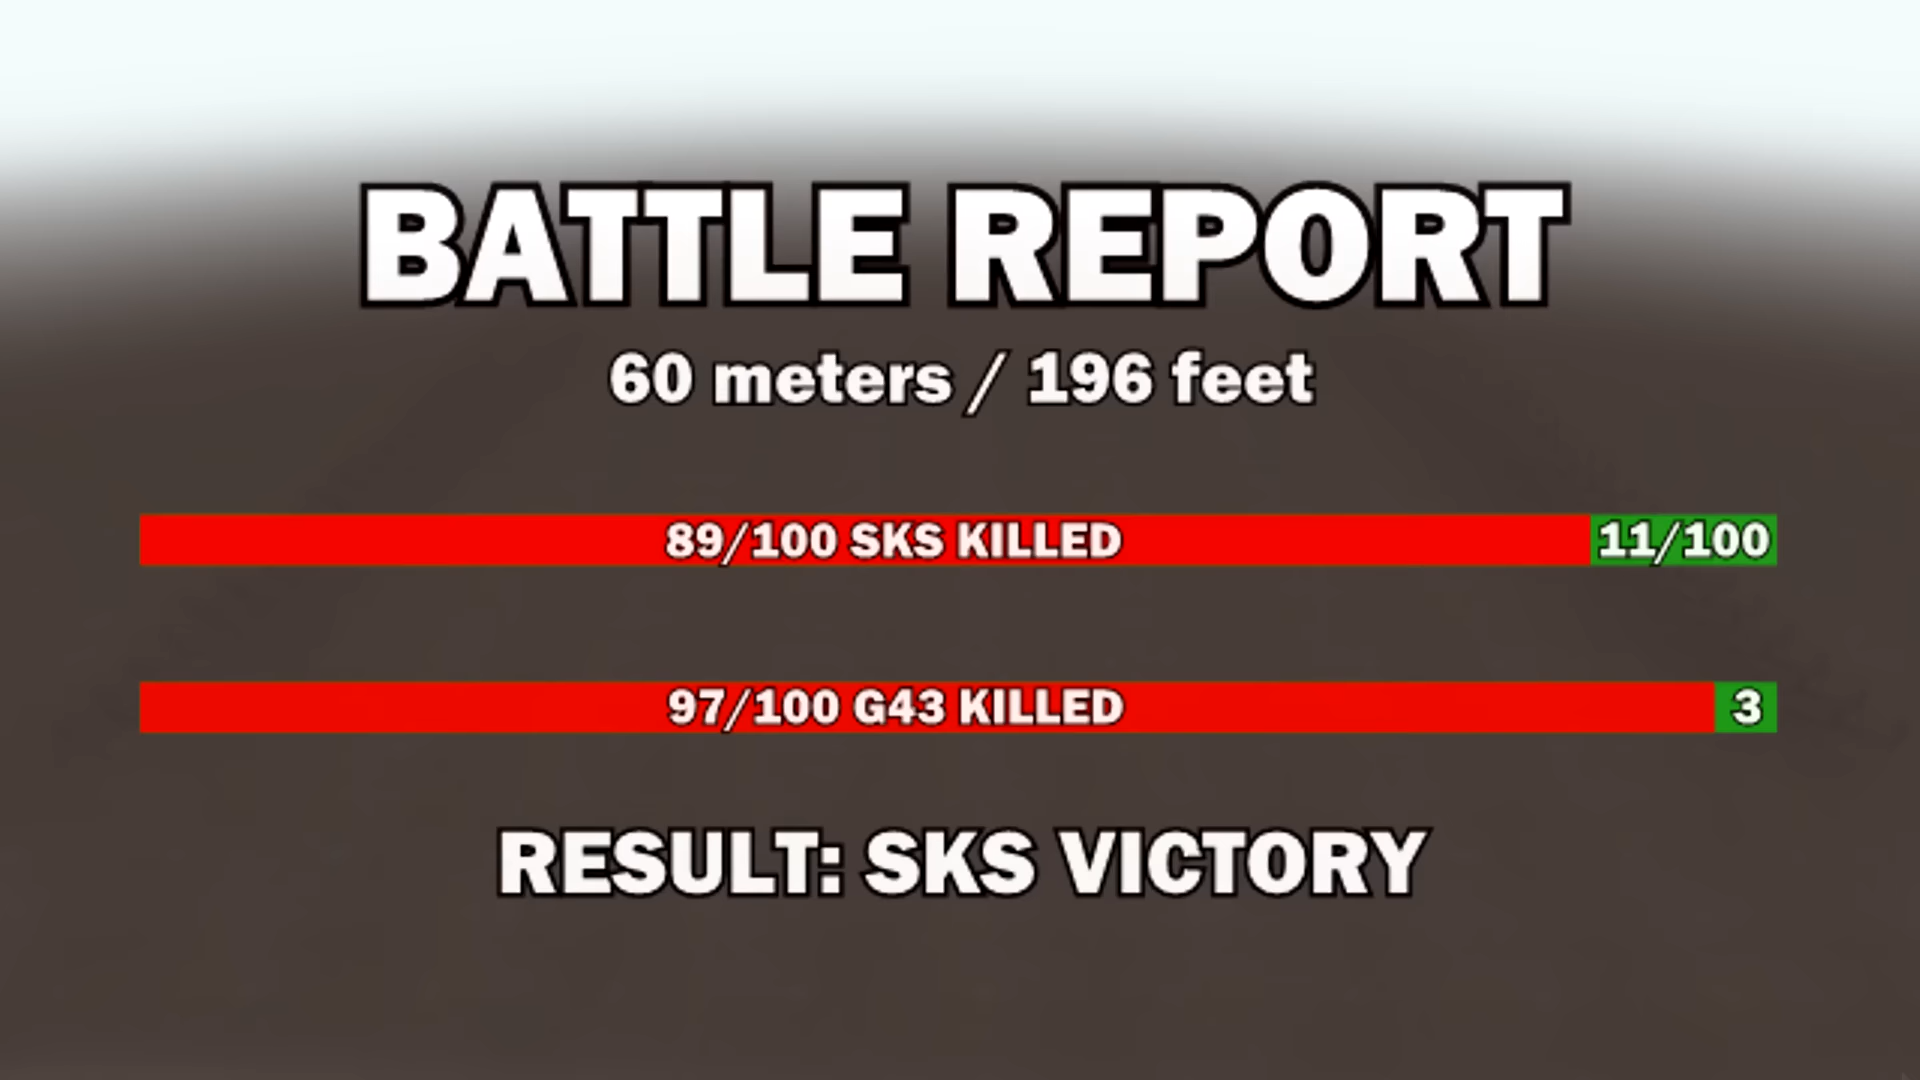 BATTLE REPORT
60 meters / 196 feet
89/100 SKS KILLED 11/100
97/100 G43 KILLED 3
RESULT: SKS VICTORY